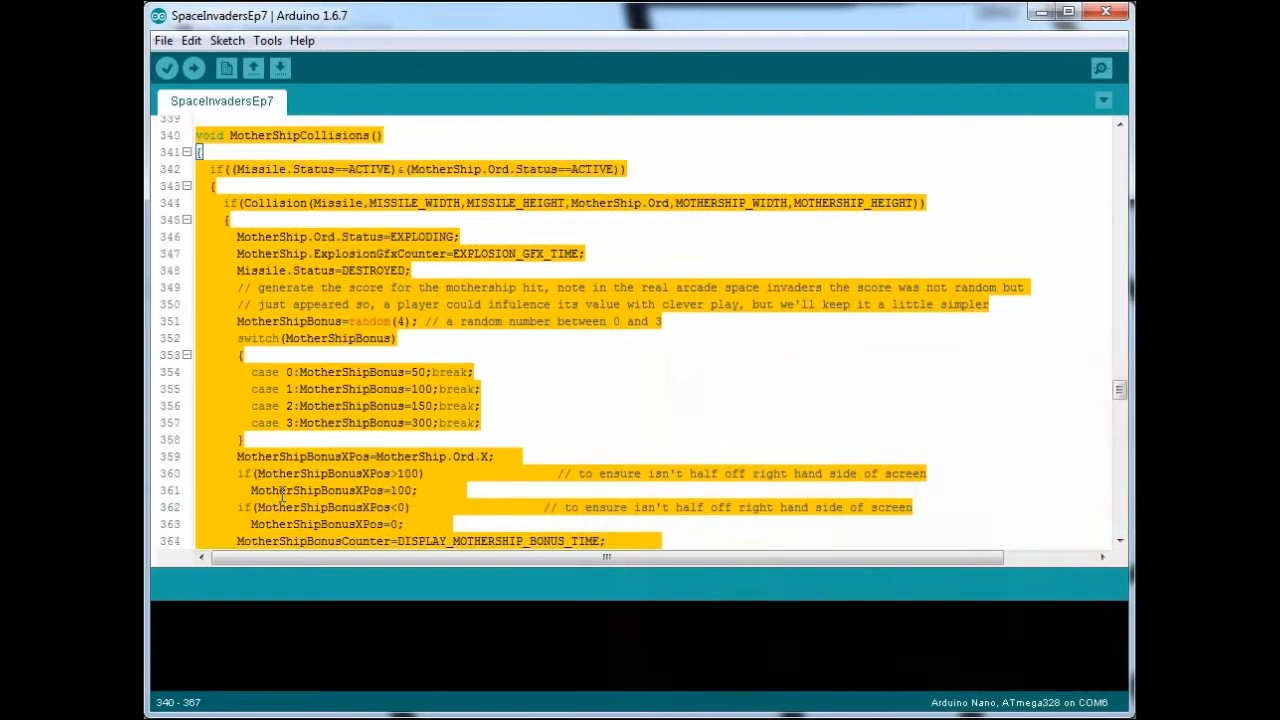 SpaceInvadersEp7 | Arduino 1.6.7
File Edit Sketch Tools Help
SpaceInvadersEp7
339
340 void MotherShipCollisions()
341 {
342 if((Missile.Status==ACTIVE)&(MotherShip.Ord.Status==ACTIVE))
343 {
344 if(Collision(Missile,MISSILE_WIDTH,MISSILE_HEIGHT,MotherShip.Ord,MOTHERSHIP_WIDTH,MOTHERSHIP_HEIGHT))
345 {
346 MotherShip.Ord.Status=EXPLODING;
347 MotherShip.ExplosionGfxCounter=EXPLOSION_GFX_TIME;
348 Missile.Status=DESTROYED;
349 // generate the score for the mothership hit, note in the real arcade space invaders the score was not random but
350 // just appeared so, a player could infulence its value with clever play, but we'll keep it a little simpler
351 MotherShipBonus=random(4); // a random number between 0 and 3
352 switch(MotherShipBonus)
353 {
354 case 0:MotherShipBonus=50;break;
355 case 1:MotherShipBonus=100;break;
356 case 2:MotherShipBonus=150;break;
357 case 3:MotherShipBonus=300;break;
358 }
359 MotherShipBonusXPos=MotherShip.Ord.X;
360 if(MotherShipBonusXPos>100) // to ensure isn't half off right hand side of screen
361 MotherShipBonusXPos=100;
362 if(MotherShipBonusXPos<0) // to ensure isn't half off right hand side of screen
363 MotherShipBonusXPos=0;
364 MotherShipBonusCounter=DISPLAY_MOTHERSHIP_BONUS_TIME;
340 - 367 Arduino Nano, ATmega328 on COM6